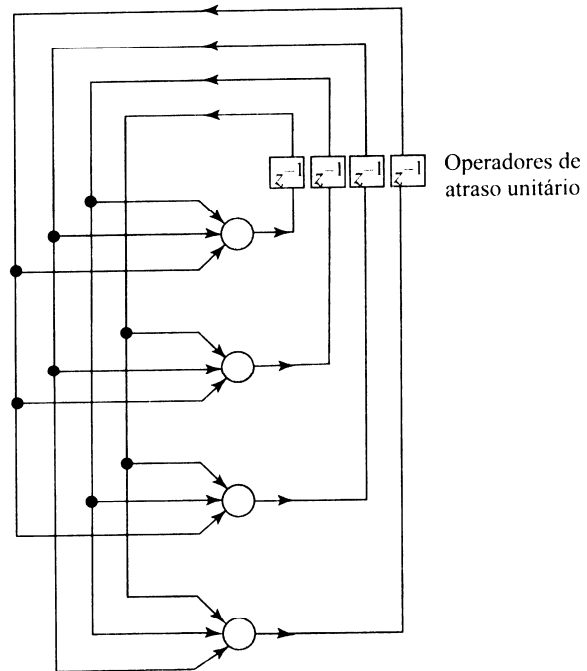 z⁻¹ z⁻¹ z⁻¹ z⁻¹
Operadores de
atraso unitário